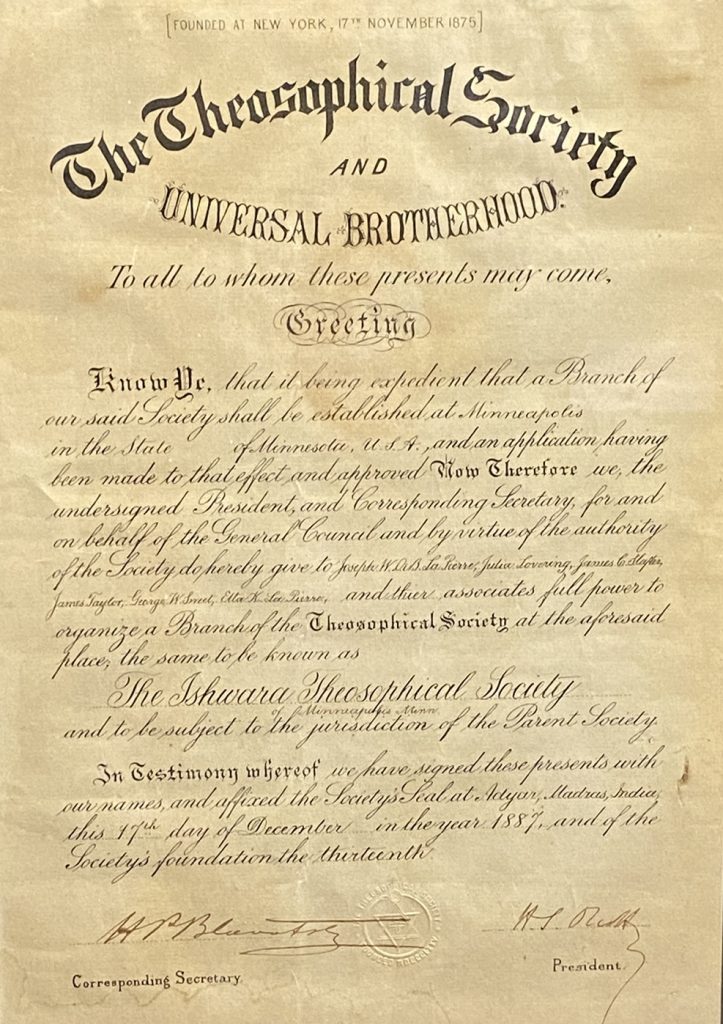 [FOUNDED AT NEW YORK, 17TH NOVEMBER 1875]
The Theosophical Society
AND
UNIVERSAL BROTHERHOOD.
To all to whom these presents may come,
Greeting
Know Ye, that it being expedient that a Branch of
our said Society shall be established at Minneapolis
in the State of Minnesota, U.S.A., and an application having
been made to that effect and approved Now Therefore we, the
undersigned President, and Corresponding Secretary, for and
on behalf of the General Council and by virtue of the authority
of the Society do hereby give to Joseph W. La Pierre, Julia Lovering, James C. Slafter,
James Taylor, George W. Sweet, Ella K. La Pierre, and thier associates full power to
organize a Branch of the Theosophical Society at the aforesaid
place; the same to be known as
The Ishwara Theosophical Society
of Minneapolis Minn
and to be subject to the jurisdiction of the Parent Society.
In Testimony whereof we have signed these presents with
our names, and affixed the Society's Seal at Adyar, Madras, India,
this 17th day of December in the year 1887, and of the
Society's foundation the thirteenth.
H P Blavatsky
H. S. Olcott
Corresponding Secretary.
President.